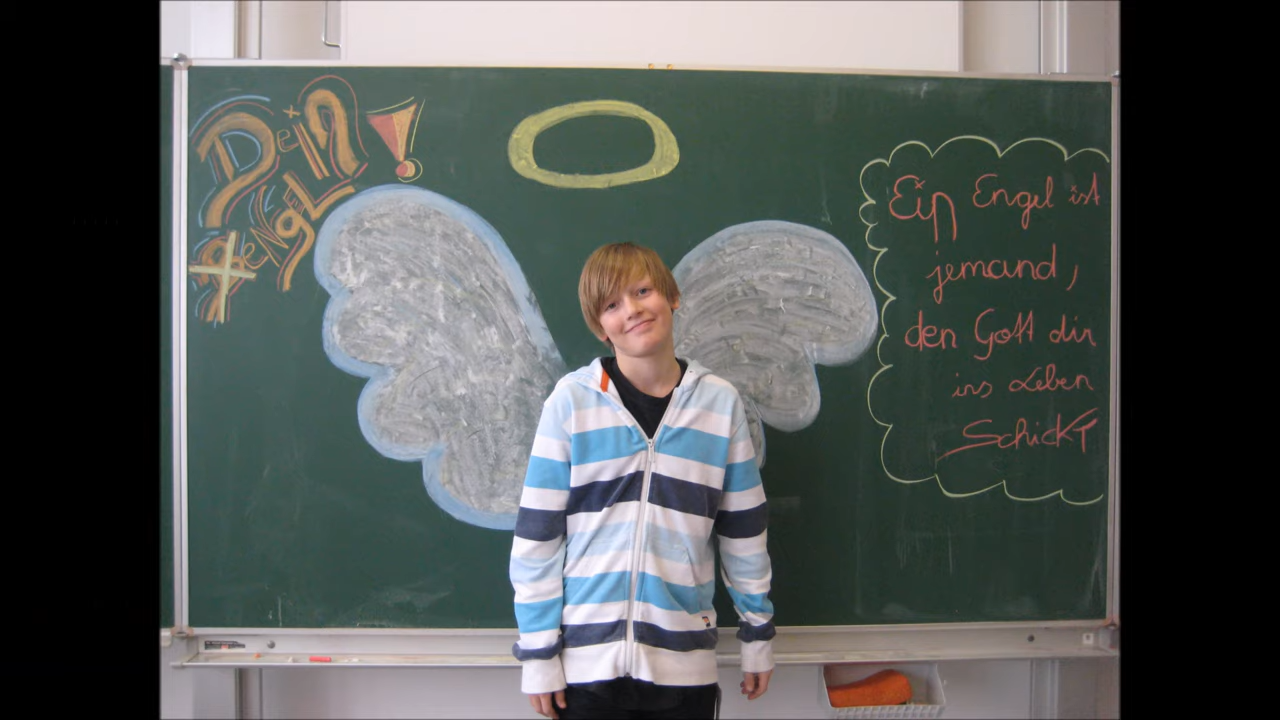 Dein
Engel!
Ein Engel ist
jemand,
den Gott dir
ins Leben
Schickt